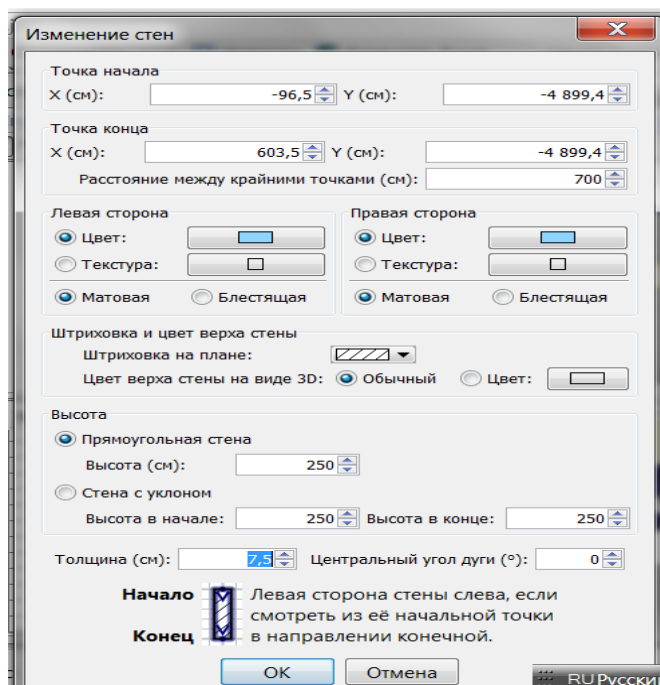 Изменение стен
Точка начала
X (см): -96,5 Y (см): -4 899,4
Точка конца
X (см): 603,5 Y (см): -4 899,4
Расстояние между крайними точками (см): 700
Левая сторона Правая сторона
Цвет: Цвет:
Текстура: Текстура:
Матовая Блестящая Матовая Блестящая
Штриховка и цвет верха стены
Штриховка на плане:
Цвет верха стены на виде 3D: Обычный Цвет:
Высота
Прямоугольная стена
Высота (см): 250
Стена с уклоном
Высота в начале: 250 Высота в конце: 250
Толщина (см): 7,5 Центральный угол дуги (°): 0
Начало Левая сторона стены слева, если
смотреть из её начальной точки
Конец в направлении конечной.
OK Отмена
RU Русский